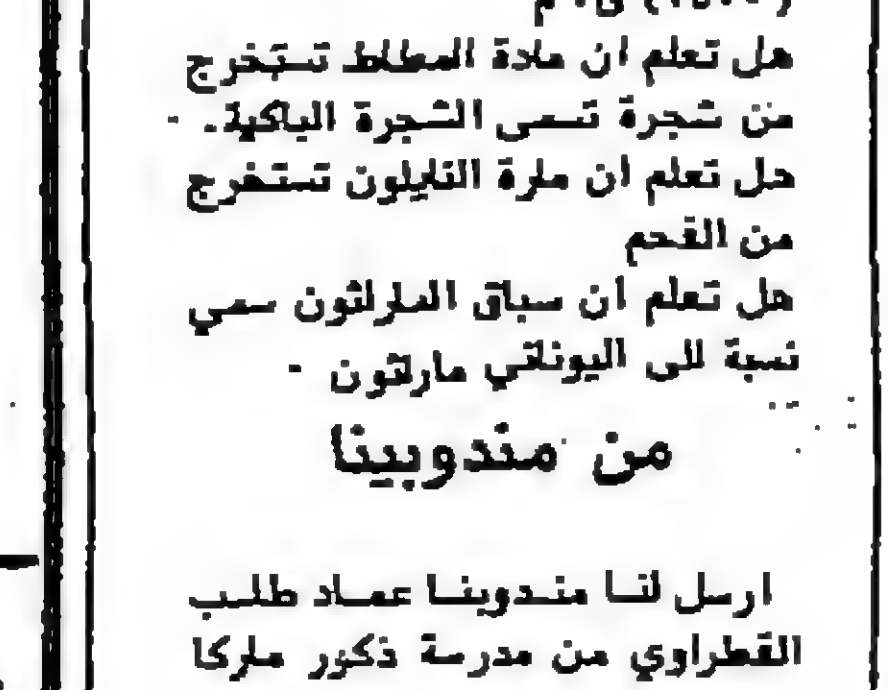 هل تعلم ان مادة المطاط تستخرج
من شجرة تسمى الشجرة الباكية. -
هل تعلم ان مادة النايلون تستخرج
من الفحم
هل تعلم ان سباق الماراثون سمي
نسبة الى اليوناني ماراثون -
من مندوبينا
ارسل لنا مندوبنا عماد طلب
القطراوي من مدرسة ذكور ماركا